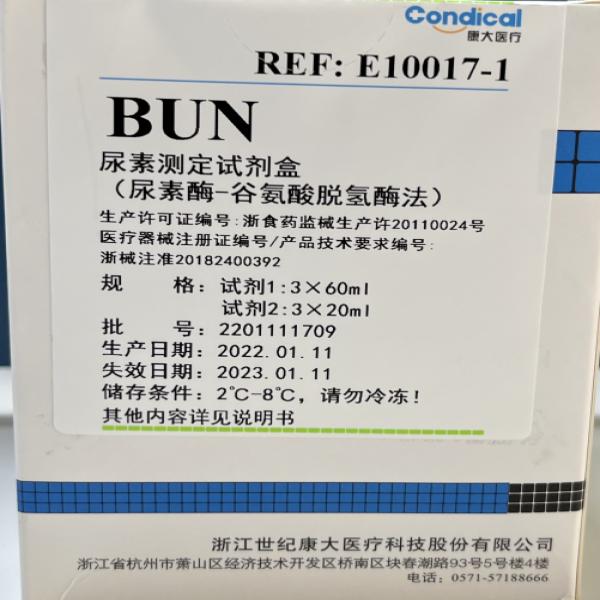 Condical
康大医疗
REF: E10017-1
BUN
尿素测定试剂盒
（尿素酶-谷氨酸脱氢酶法）
生产许可证编号:浙食药监械生产许20110024号
医疗器械注册证编号/产品技术要求编号:
浙械注准20182400392
规 格: 试剂1:3×60ml
试剂2:3×20ml
批 号: 2201111709
生产日期: 2022.01.11
失效日期: 2023.01.11
储存条件: 2℃-8℃, 请勿冷冻!
其他内容详见说明书
浙江世纪康大医疗科技股份有限公司
浙江省杭州市萧山区经济技术开发区桥南区块春潮路93号5号楼4楼
电话: 0571-57188666